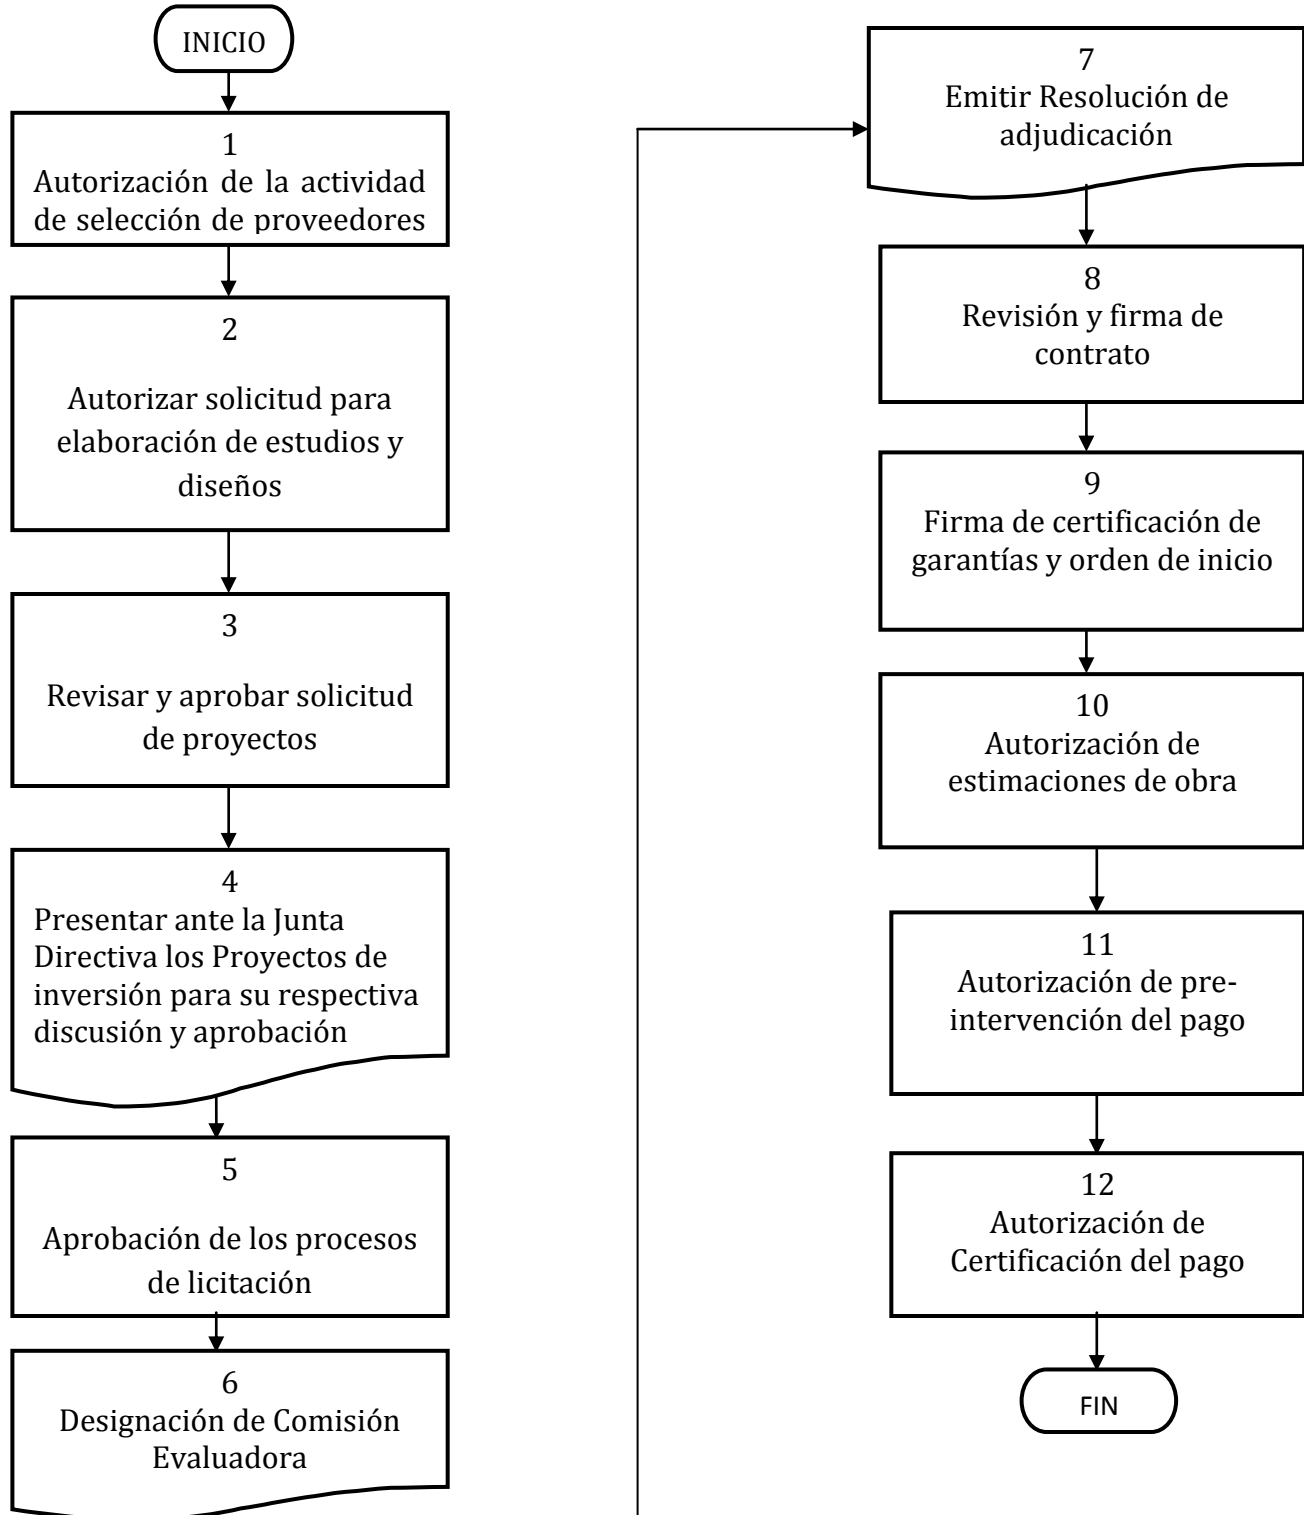 INICIO
1
Autorización de la actividad
de selección de proveedores
2
Autorizar solicitud para
elaboración de estudios y
diseños
3
Revisar y aprobar solicitud
de proyectos
4
Presentar ante la Junta
Directiva los Proyectos de
inversión para su respectiva
discusión y aprobación
5
Aprobación de los procesos
de licitación
6
Designación de Comisión
Evaluadora
7
Emitir Resolución de
adjudicación
8
Revisión y firma de
contrato
9
Firma de certificación de
garantías y orden de inicio
10
Autorización de
estimaciones de obra
11
Autorización de pre-
intervención del pago
12
Autorización de
Certificación del pago
FIN